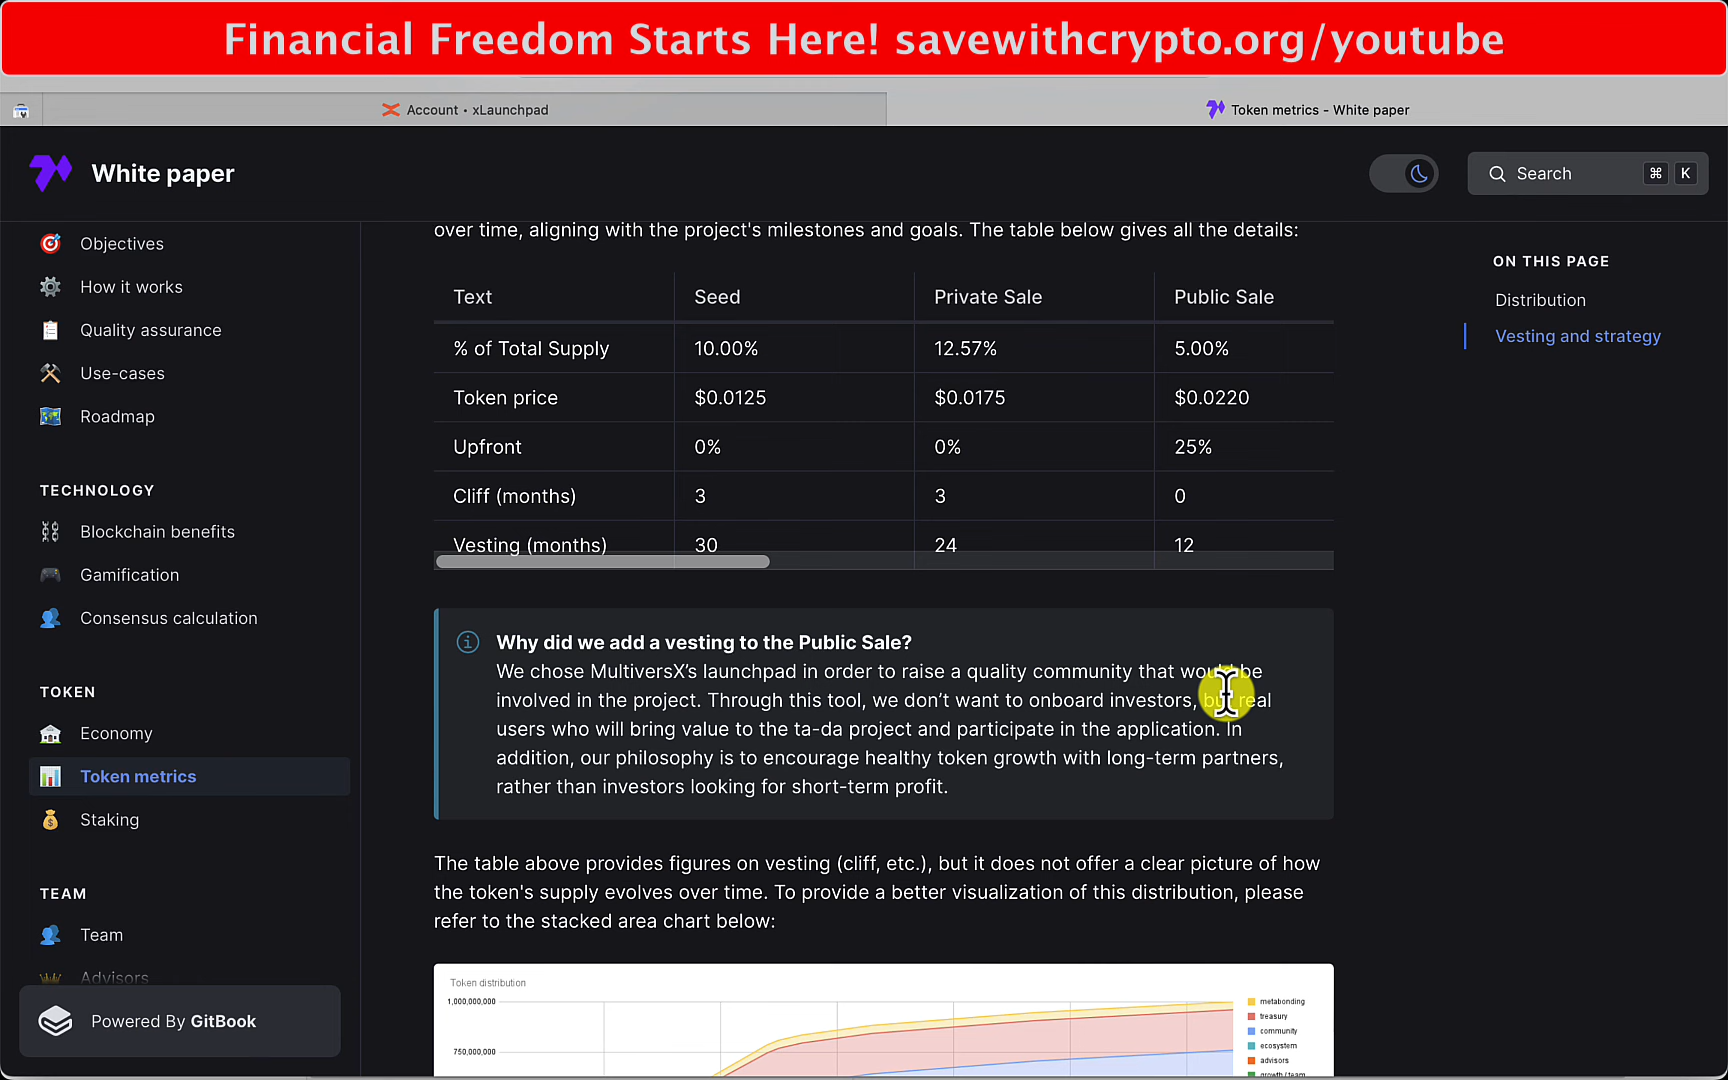 Financial Freedom Starts Here! savewithcrypto.org/youtube
Account • xLaunchpad
Token metrics - White paper
White paper
Search
⌘ K
Objectives
How it works
Quality assurance
Use-cases
Roadmap
TECHNOLOGY
Blockchain benefits
Gamification
Consensus calculation
TOKEN
Economy
Token metrics
Staking
TEAM
Team
Advisors
Powered By GitBook
over time, aligning with the project's milestones and goals. The table below gives all the details:
Text Seed Private Sale Public Sale
% of Total Supply 10.00% 12.57% 5.00%
Token price $0.0125 $0.0175 $0.0220
Upfront 0% 0% 25%
Cliff (months) 3 3 0
Vesting (months) 30 24 12
Why did we add a vesting to the Public Sale?
We chose MultiversX’s launchpad in order to raise a quality community that would be
involved in the project. Through this tool, we don’t want to onboard investors, but real
users who will bring value to the ta-da project and participate in the application. In
addition, our philosophy is to encourage healthy token growth with long-term partners,
rather than investors looking for short-term profit.
The table above provides figures on vesting (cliff, etc.), but it does not offer a clear picture of how
the token's supply evolves over time. To provide a better visualization of this distribution, please
refer to the stacked area chart below:
Token distribution
1,000,000,000
750,000,000
metabonding
treasury
community
ecosystem
advisors
growth / team
ON THIS PAGE
Distribution
Vesting and strategy